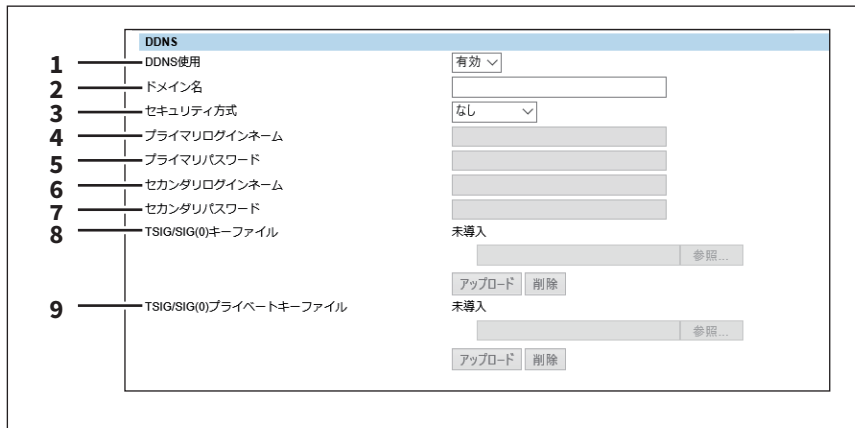 DDNS
1 DDNS使用 有効
2 ドメイン名
3 セキュリティ方式 なし
4 プライマリログインネーム
5 プライマリパスワード
6 セカンダリログインネーム
7 セカンダリパスワード
8 TSIG/SIG(0)キーファイル 未導入
参照...
アップロード 削除
9 TSIG/SIG(0)プライベートキーファイル 未導入
参照...
アップロード 削除